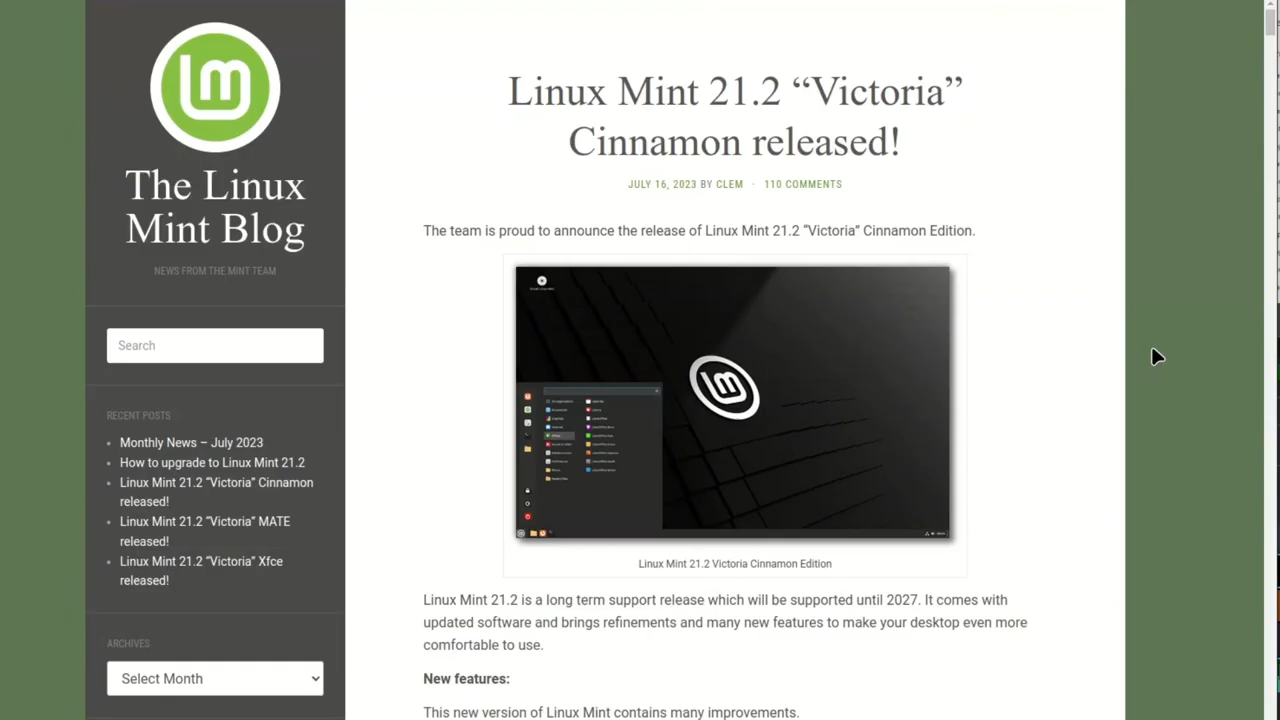 The Linux
Mint Blog
NEWS FROM THE MINT TEAM
Search
RECENT POSTS
Monthly News – July 2023
How to upgrade to Linux Mint 21.2
Linux Mint 21.2 “Victoria” Cinnamon
released!
Linux Mint 21.2 “Victoria” MATE
released!
Linux Mint 21.2 “Victoria” Xfce
released!
ARCHIVES
Select Month
Linux Mint 21.2 “Victoria”
Cinnamon released!
JULY 16, 2023 BY CLEM · 110 COMMENTS
The team is proud to announce the release of Linux Mint 21.2 “Victoria” Cinnamon Edition.
Linux Mint 21.2 Victoria Cinnamon Edition
Linux Mint 21.2 is a long term support release which will be supported until 2027. It comes with
updated software and brings refinements and many new features to make your desktop even more
comfortable to use.
New features:
This new version of Linux Mint contains many improvements.